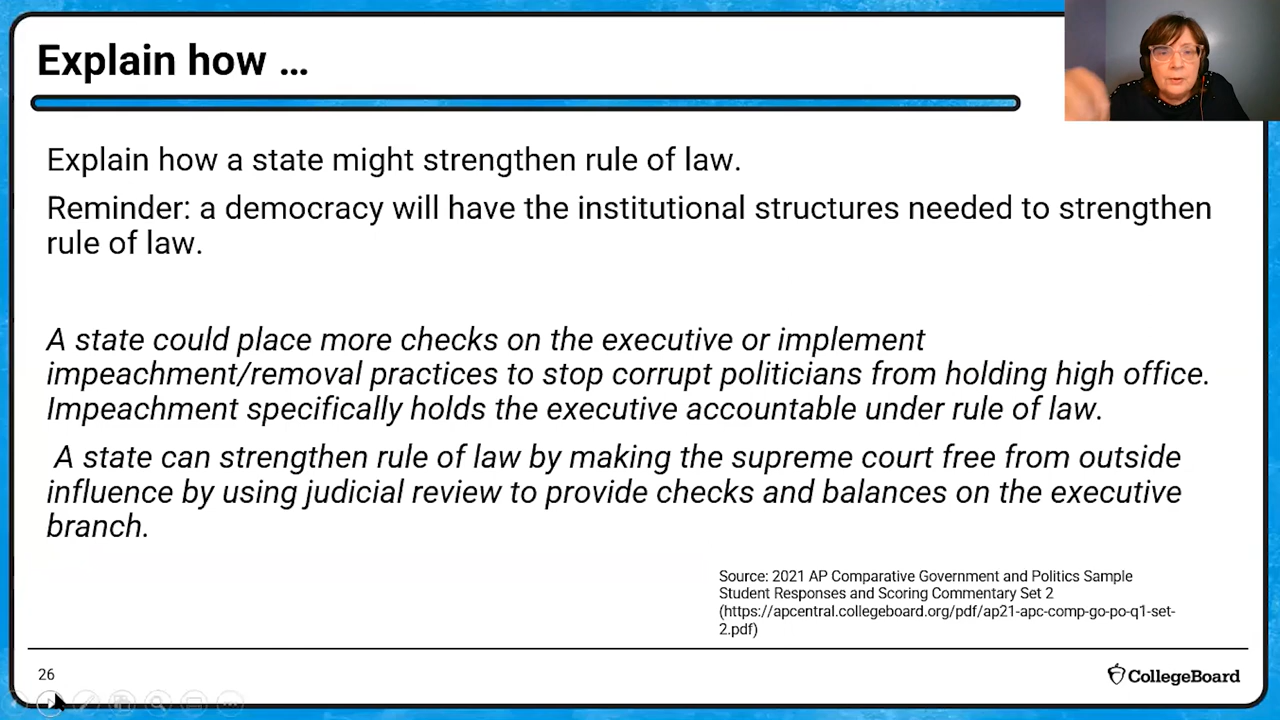 Explain how …
Explain how a state might strengthen rule of law.
Reminder: a democracy will have the institutional structures needed to strengthen
rule of law.
A state could place more checks on the executive or implement
impeachment/removal practices to stop corrupt politicians from holding high office.
Impeachment specifically holds the executive accountable under rule of law.
A state can strengthen rule of law by making the supreme court free from outside
influence by using judicial review to provide checks and balances on the executive
branch.
Source: 2021 AP Comparative Government and Politics Sample
Student Responses and Scoring Commentary Set 2
(https://apcentral.collegeboard.org/pdf/ap21-apc-comp-go-po-q1-set-
2.pdf)
26
CollegeBoard